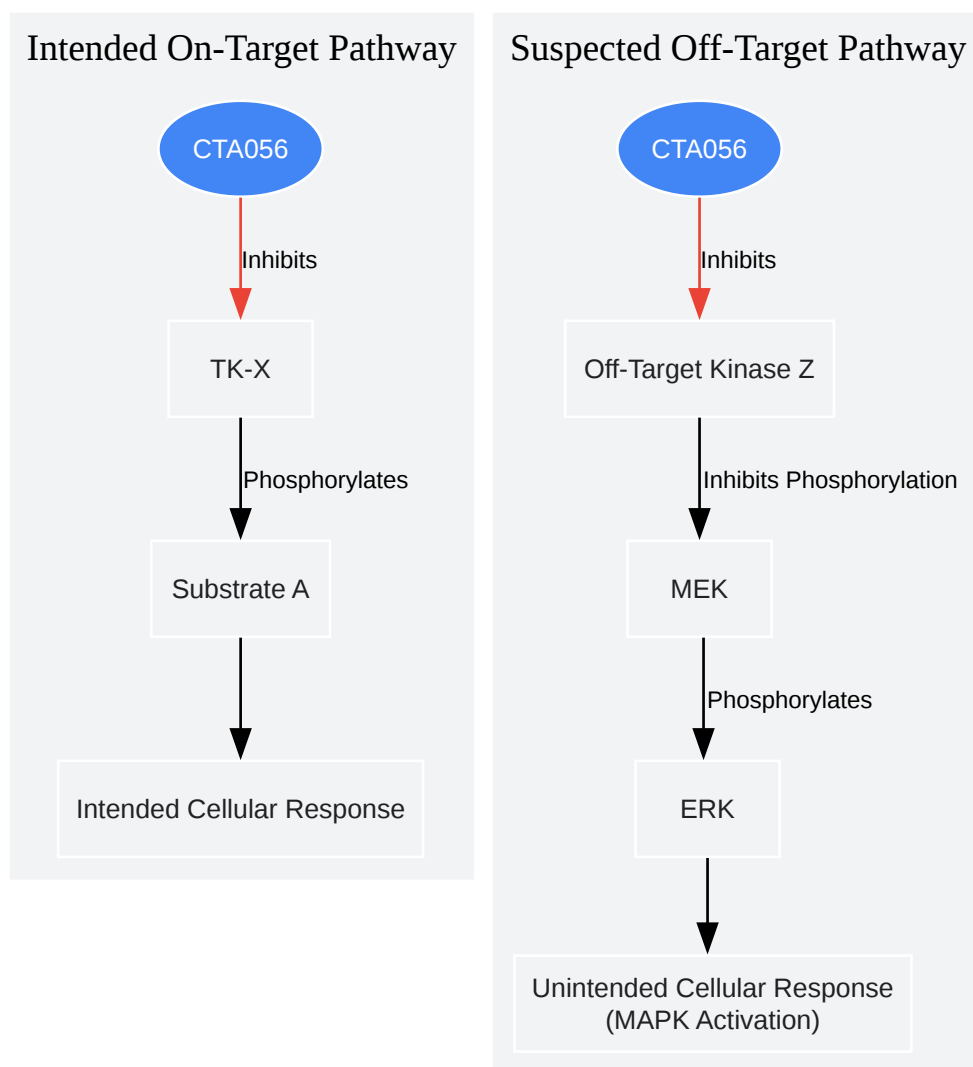 Intended On-Target Pathway
CTA056
Inhibits
TK-X
Phosphorylates
Substrate A
Intended Cellular Response
Suspected Off-Target Pathway
CTA056
Inhibits
Off-Target Kinase Z
Inhibits Phosphorylation
MEK
Phosphorylates
ERK
Unintended Cellular Response
(MAPK Activation)